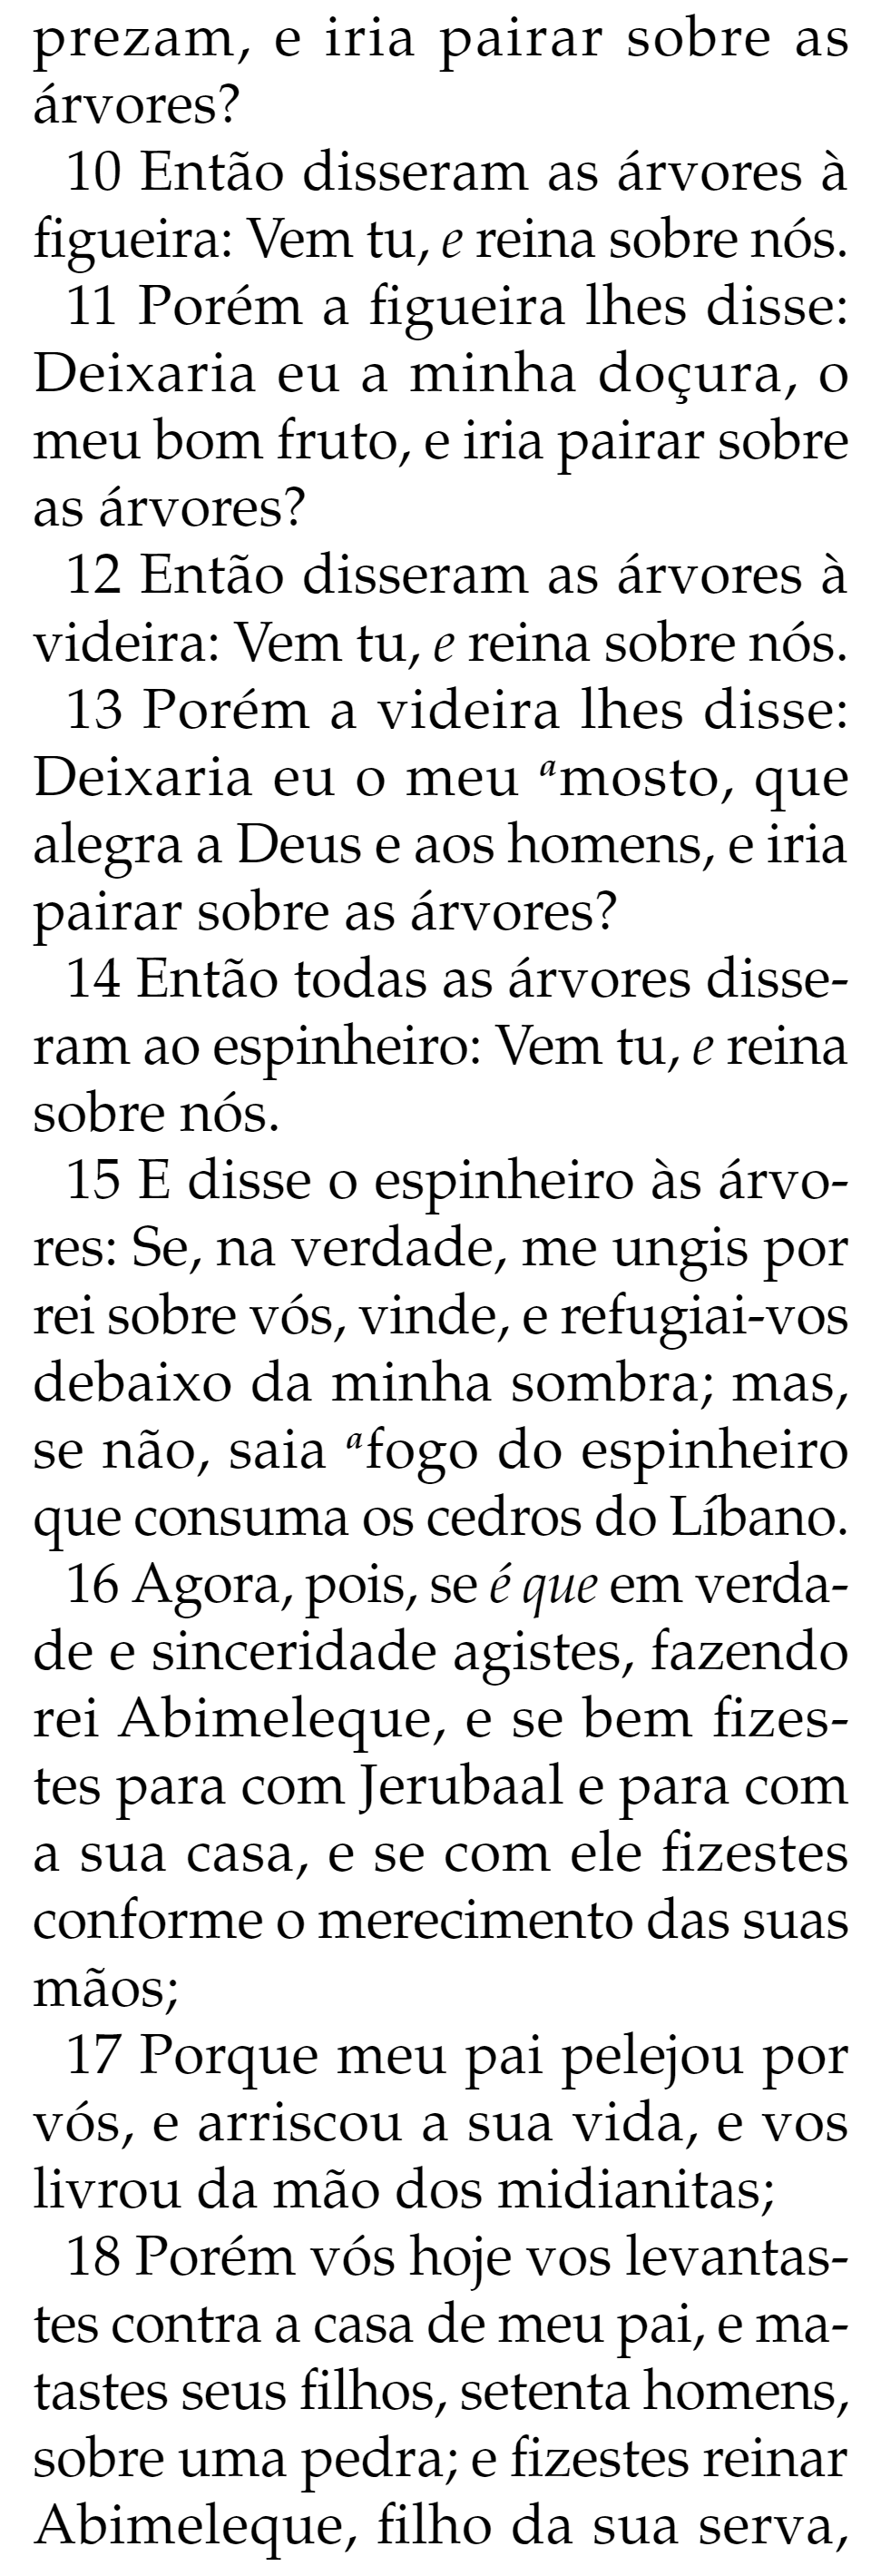 prezam, e iria pairar sobre as
árvores?
10 Então disseram as árvores à
figueira: Vem tu, e reina sobre nós.
11 Porém a figueira lhes disse:
Deixaria eu a minha doçura, o
meu bom fruto, e iria pairar sobre
as árvores?
12 Então disseram as árvores à
videira: Vem tu, e reina sobre nós.
13 Porém a videira lhes disse:
Deixaria eu o meu ᵃmosto, que
alegra a Deus e aos homens, e iria
pairar sobre as árvores?
14 Então todas as árvores disse-
ram ao espinheiro: Vem tu, e reina
sobre nós.
15 E disse o espinheiro às árvo-
res: Se, na verdade, me ungis por
rei sobre vós, vinde, e refugiai-vos
debaixo da minha sombra; mas,
se não, saia ᵃfogo do espinheiro
que consuma os cedros do Líbano.
16 Agora, pois, se é que em verda-
de e sinceridade agistes, fazendo
rei Abimeleque, e se bem fizes-
tes para com Jerubaal e para com
a sua casa, e se com ele fizestes
conforme o merecimento das suas
mãos;
17 Porque meu pai pelejou por
vós, e arriscou a sua vida, e vos
livrou da mão dos midianitas;
18 Porém vós hoje vos levantas-
tes contra a casa de meu pai, e ma-
tastes seus filhos, setenta homens,
sobre uma pedra; e fizestes reinar
Abimeleque, filho da sua serva,